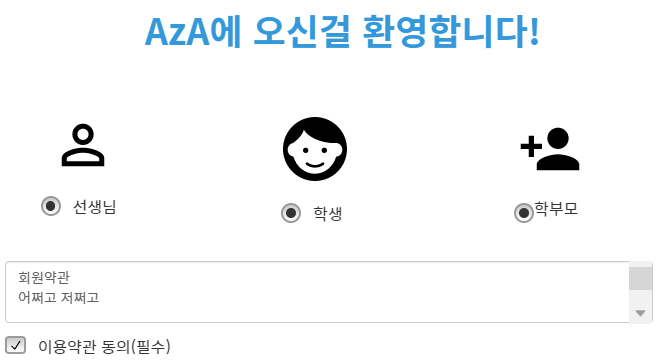 AzA에 오신걸 환영합니다!
선생님
학생
학부모
회원약관
어쩌고 저쩌고
이용약관 동의(필수)